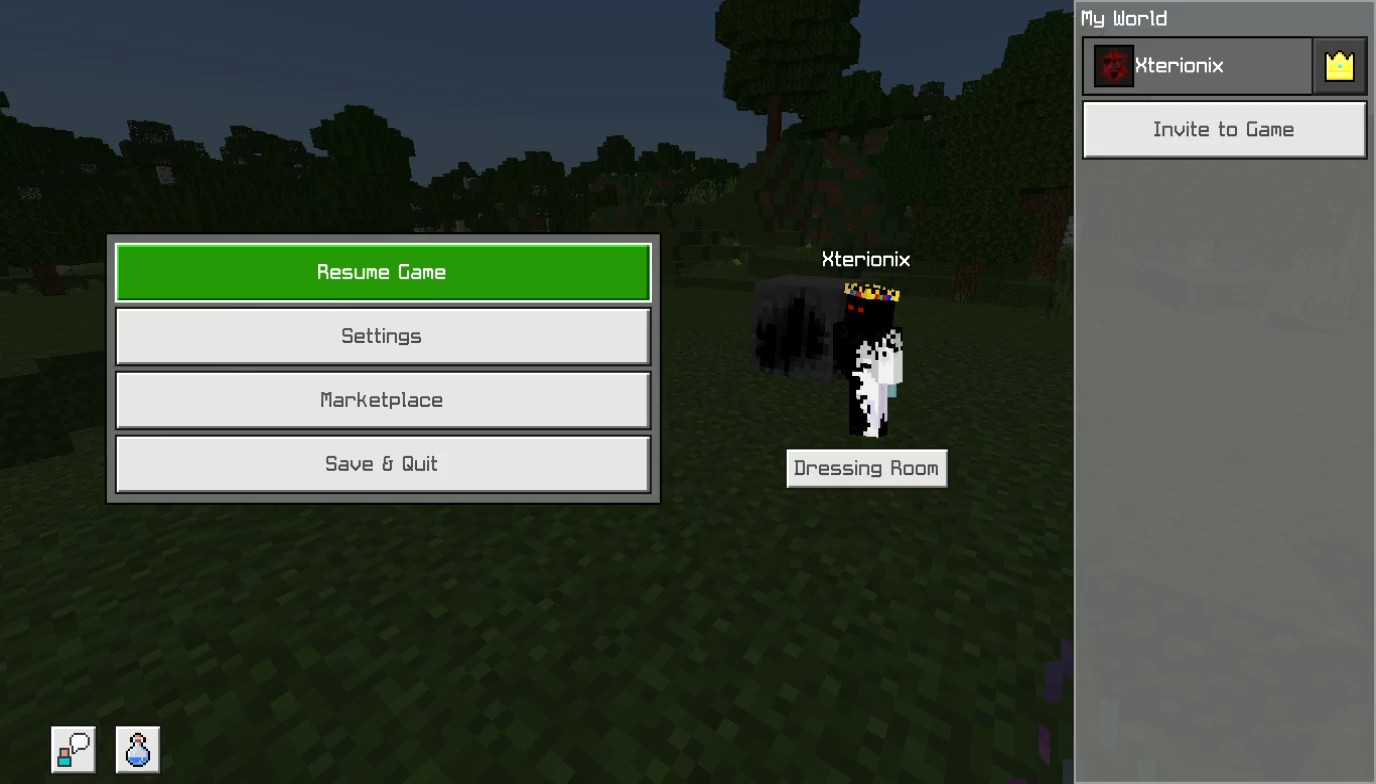 My World
Xterionix
Invite to Game
Resume Game
Settings
Marketplace
Save & Quit
Xterionix
Dressing Room